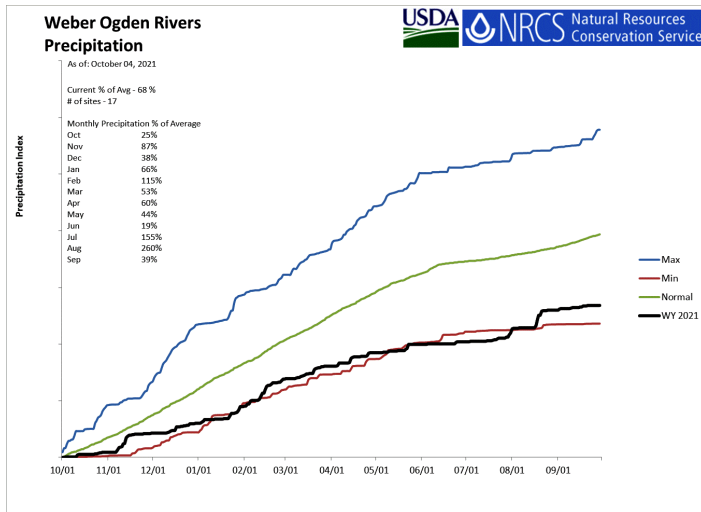 Weber Ogden Rivers
Precipitation
USDA
NRCS
Natural Resources
Conservation Service
As of: October 04, 2021
Current % of Avg - 68 %
# of sites - 17
Monthly Precipitation % of Average
Oct 25%
Nov 87%
Dec 38%
Jan 66%
Feb 115%
Mar 53%
Apr 60%
May 44%
Jun 19%
Jul 155%
Aug 260%
Sep 39%
Precipitation Index
Max
Min
Normal
WY 2021
10/01 11/01 12/01 01/01 02/01 03/01 04/01 05/01 06/01 07/01 08/01 09/01